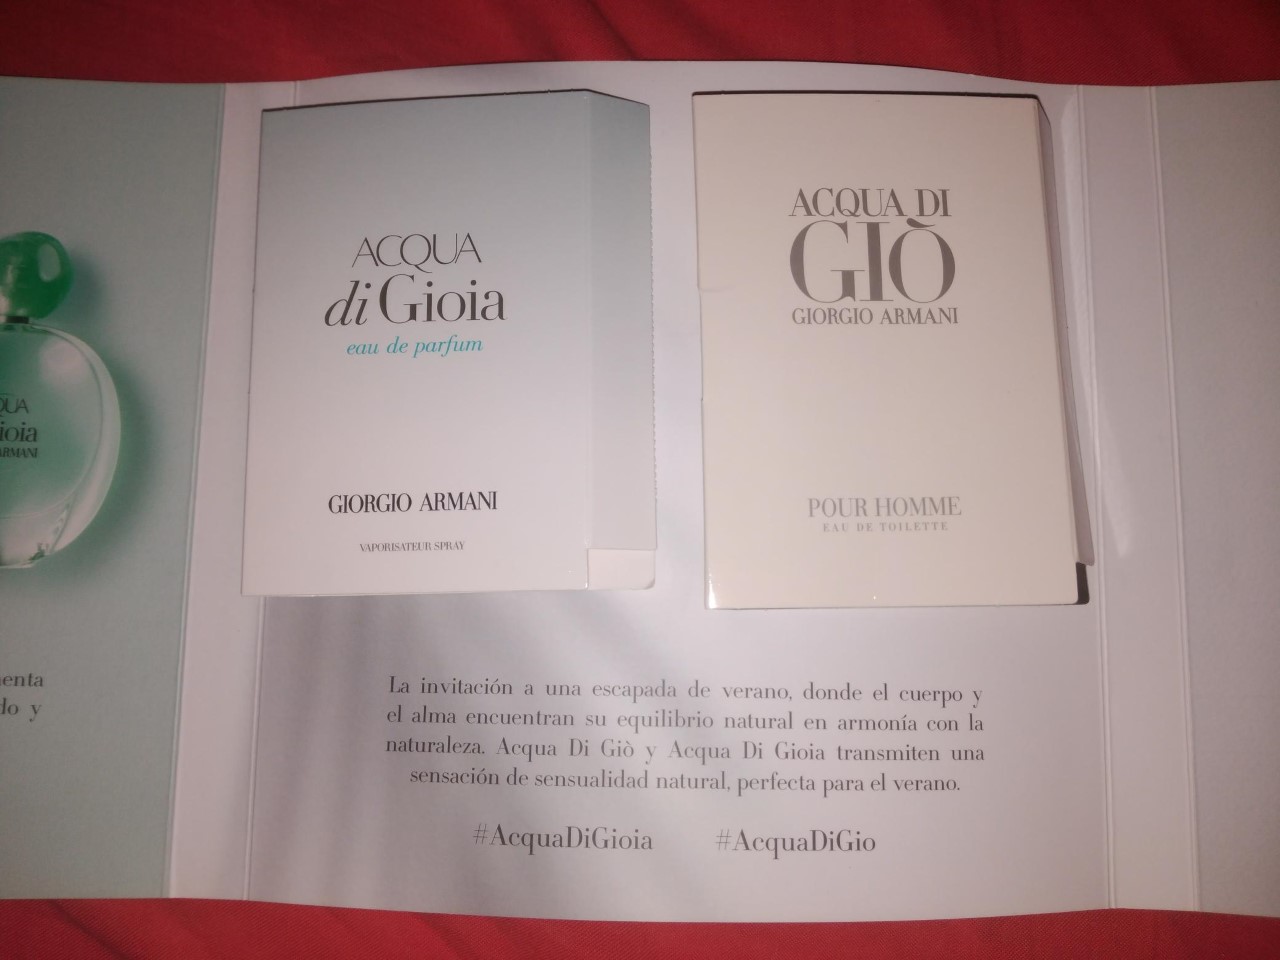 QUA
ioia
ARMANI
enta
do y
ACQUA
di Gioia
eau de parfum
GIORGIO ARMANI
VAPORISATEUR SPRAY
ACQUA DI
GIÒ
GIORGIO ARMANI
POUR HOMME
EAU DE TOILETTE
La invitación a una escapada de verano, donde el cuerpo y
el alma encuentran su equilibrio natural en armonía con la
naturaleza. Acqua Di Giò y Acqua Di Gioia transmiten una
sensación de sensualidad natural, perfecta para el verano.
#AcquaDiGioia #AcquaDiGio